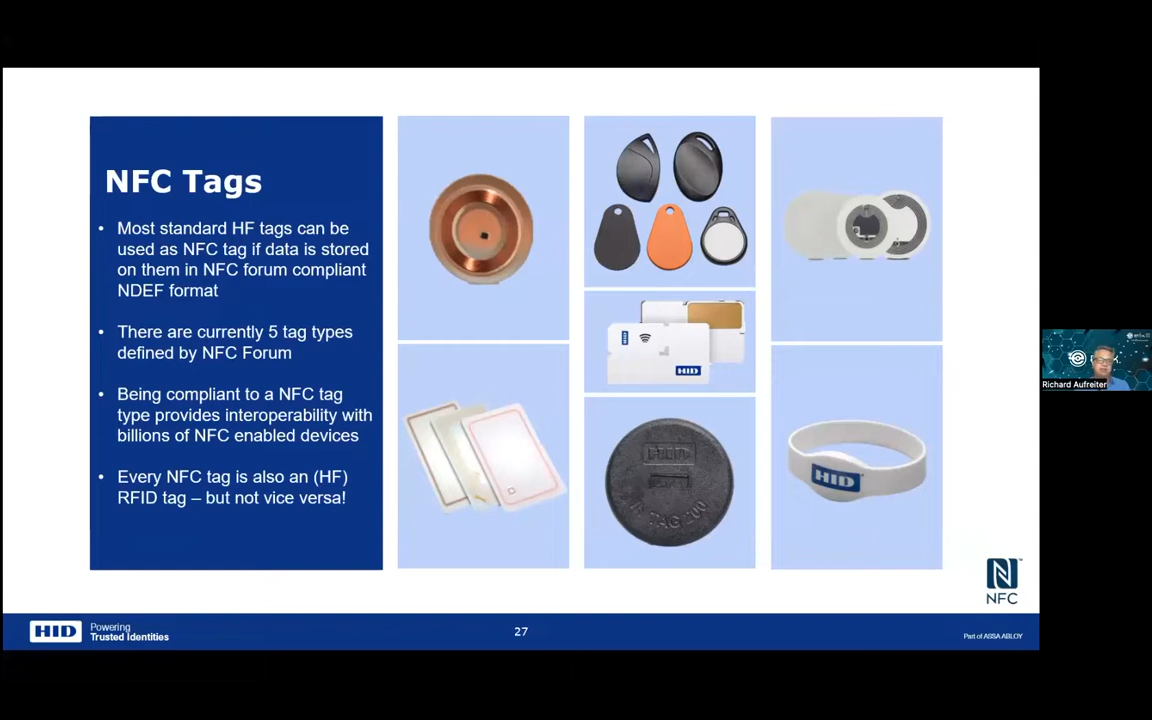 NFC Tags
• Most standard HF tags can be
used as NFC tag if data is stored
on them in NFC forum compliant
NDEF format
• There are currently 5 tag types
defined by NFC Forum
• Being compliant to a NFC tag
type provides interoperability with
billions of NFC enabled devices
• Every NFC tag is also an (HF)
RFID tag – but not vice versa!
HID
HID
HID
TAG 200
HID
NFC
Richard Aufreiter
HID
Powering
Trusted Identities
27
Part of ASSA ABLOY